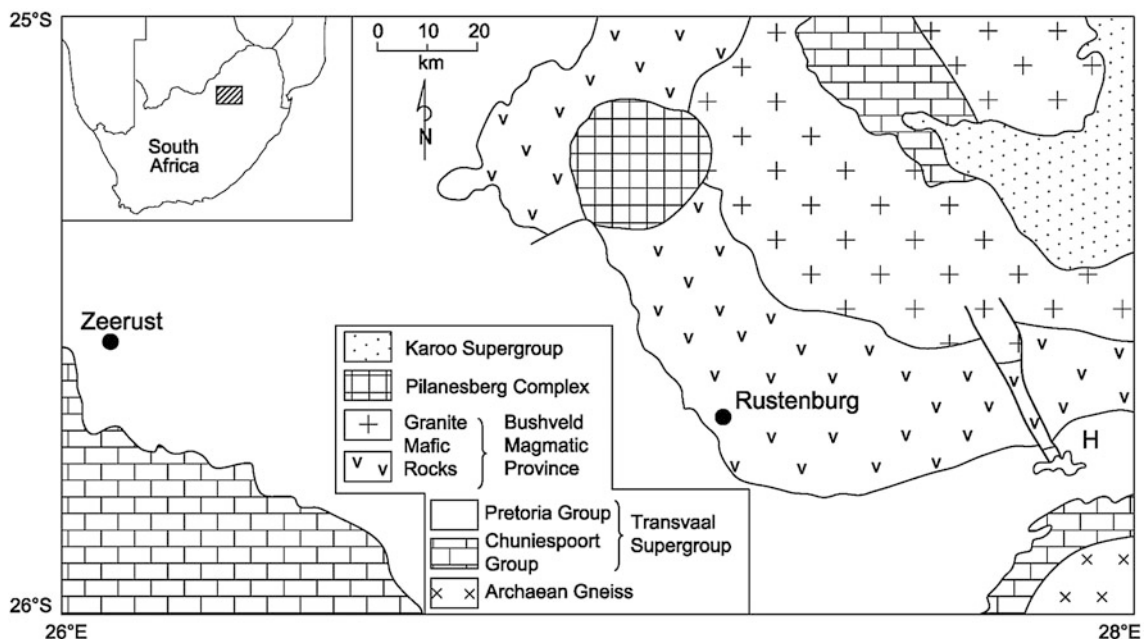 25°S
0 10 20
km
N
South
Africa
Zeerust
Karoo Supergroup
Pilanesberg Complex
Granite
Mafic
Rocks
Bushveld
Magmatic
Province
Rustenburg
H
Pretoria Group
Chuniespoort
Group
Transvaal
Supergroup
Archaean Gneiss
26°S
26°E
28°E